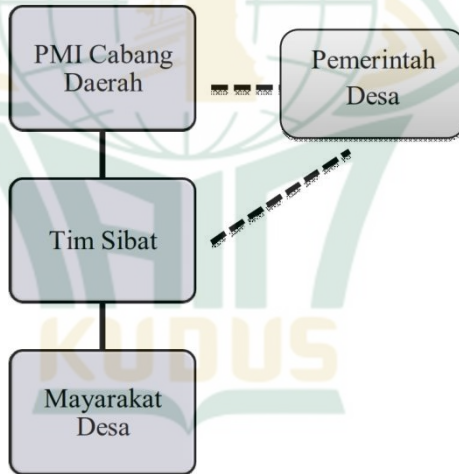 PMI Cabang
Daerah
Pemerintah
Desa
Tim Sibat
Mayarakat
Desa
KUDUS